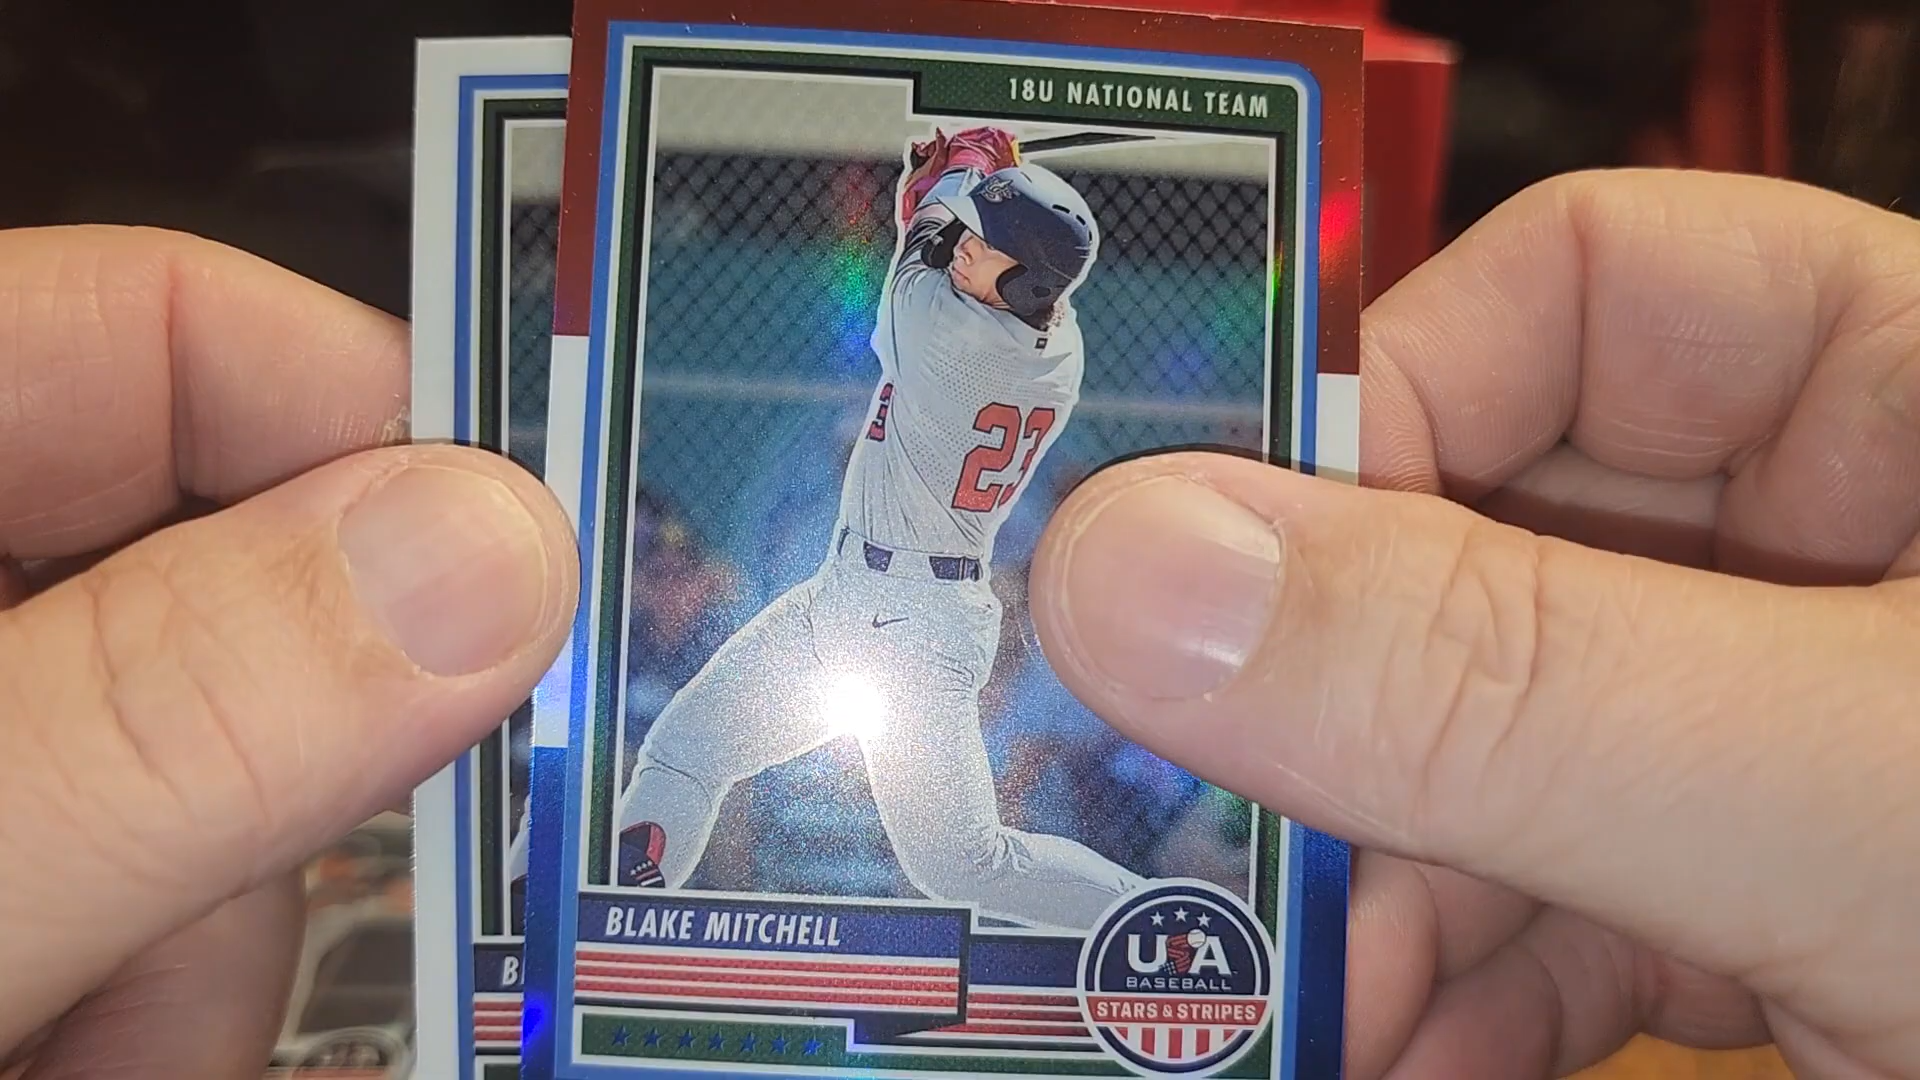 18U NATIONAL TEAM
23
BLAKE MITCHELL
B
USA
BASEBALL
STARS & STRIPES